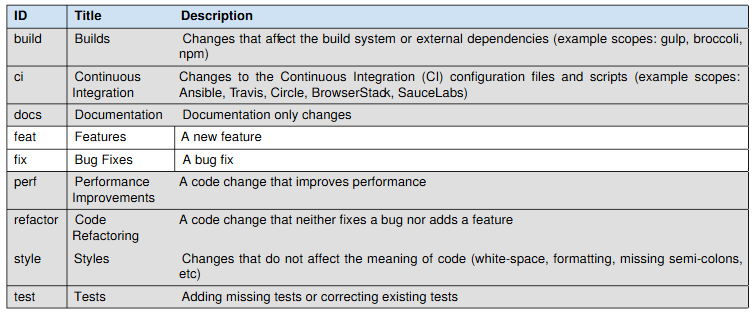 ID Title Description
build Builds Changes that affect the build system or external dependencies (example scopes: gulp, broccoli,
npm)
ci Continuous Changes to the Continuous Integration (CI) configuration files and scripts (example scopes:
Integration Ansible, Travis, Circle, BrowserStack, SauceLabs)
docs Documentation Documentation only changes
feat Features A new feature
fix Bug Fixes A bug fix
perf Performance A code change that improves performance
Improvements
refactor Code A code change that neither fixes a bug nor adds a feature
Refactoring
style Styles Changes that do not affect the meaning of code (white-space, formatting, missing semi-colons,
etc)
test Tests Adding missing tests or correcting existing tests